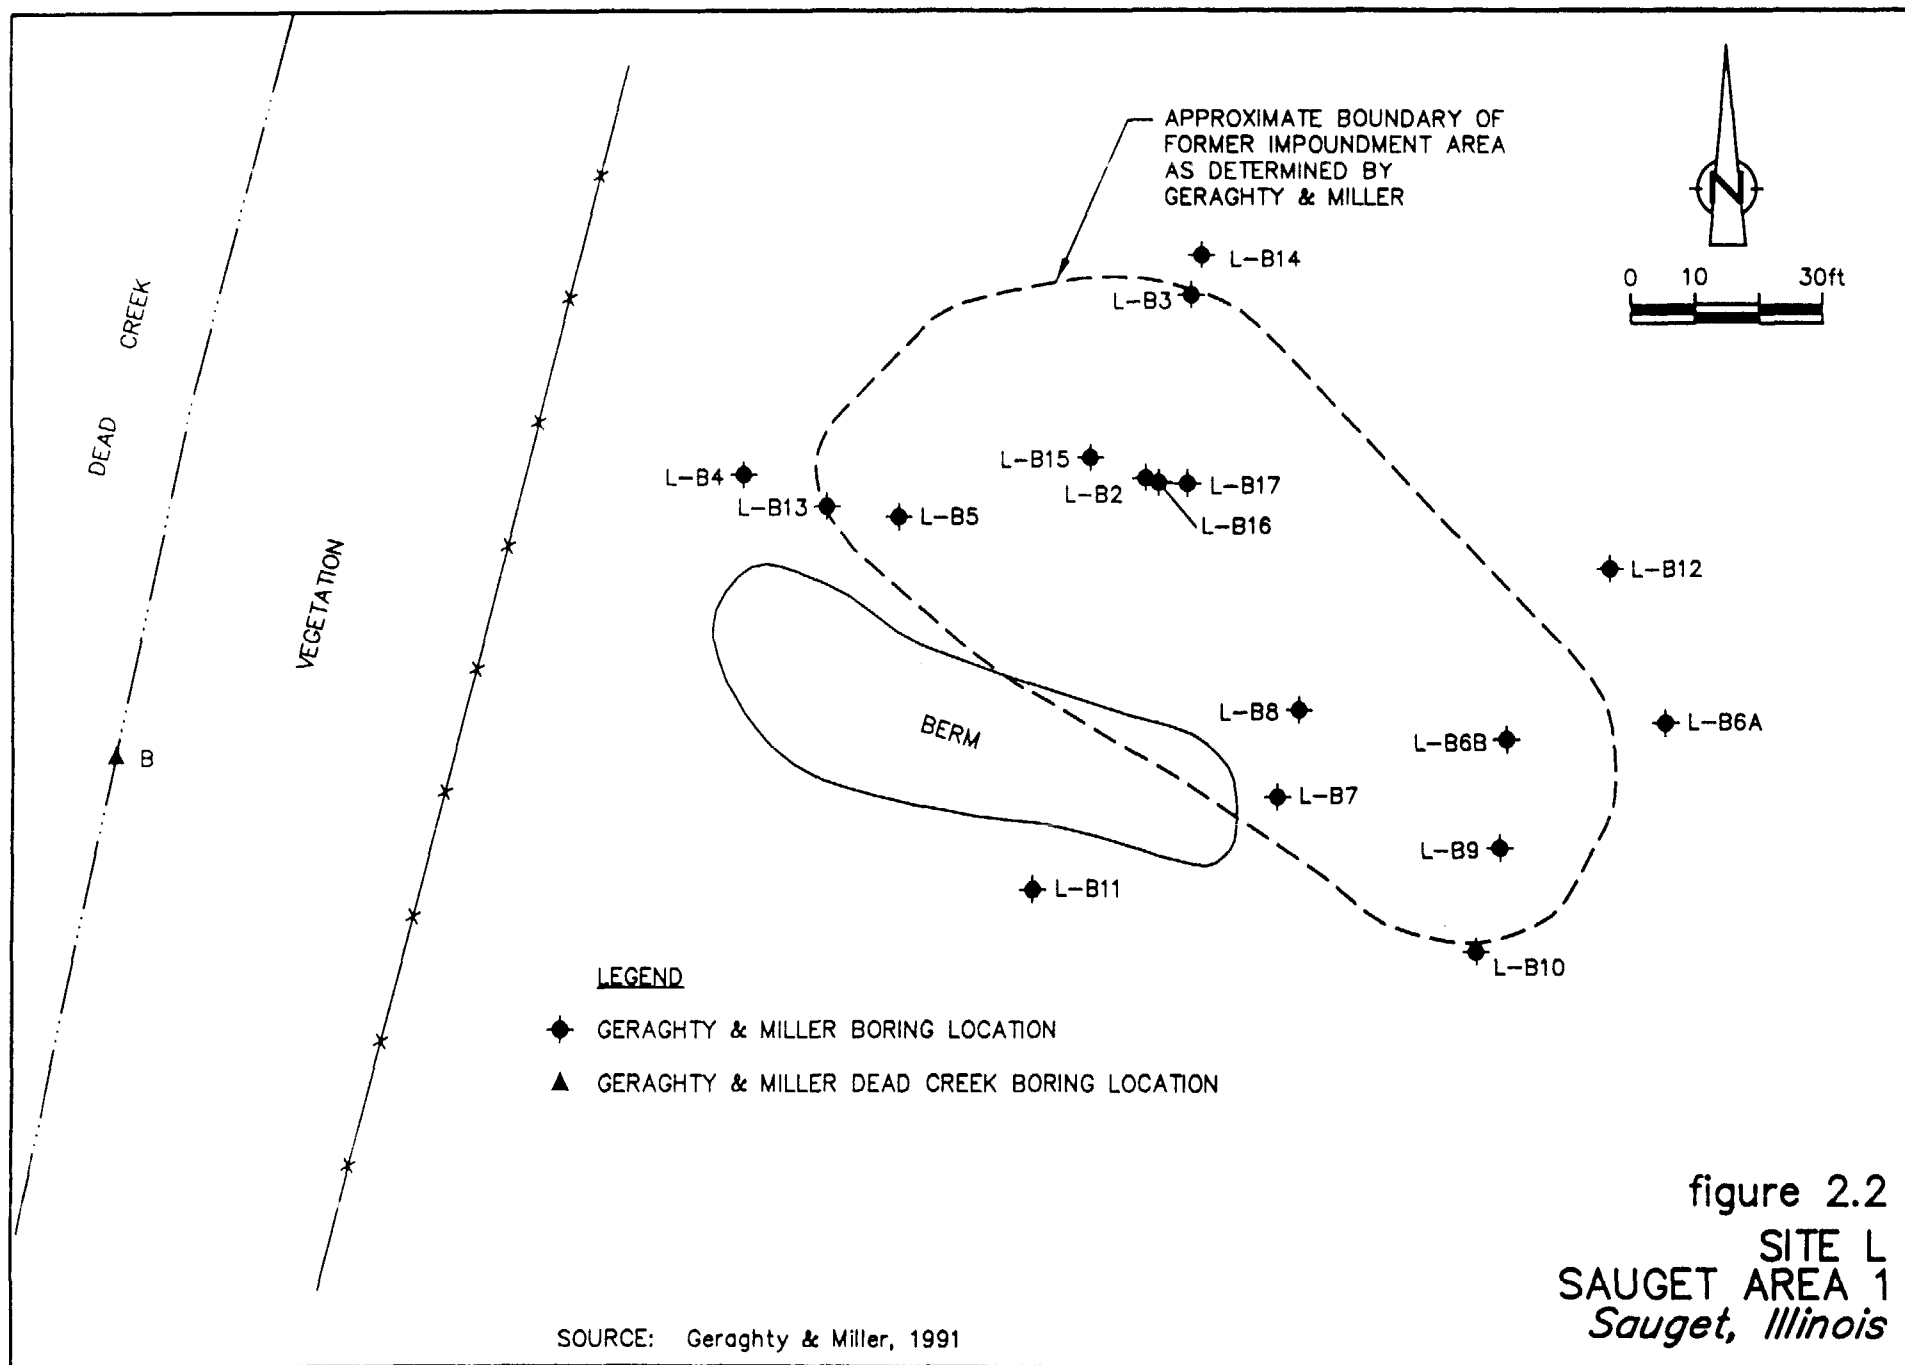 APPROXIMATE BOUNDARY OF
FORMER IMPOUNDMENT AREA
AS DETERMINED BY
GERAGHTY & MILLER
N
0 10 30ft
L-B14
L-B3
DEAD CREEK
L-B15
L-B4
L-B2
L-B17
L-B13
L-B5
L-B16
VEGETATION
L-B12
L-B8
L-B6A
BERM
L-B6B
B
L-B7
L-B9
L-B11
L-B10
LEGEND
GERAGHTY & MILLER BORING LOCATION
GERAGHTY & MILLER DEAD CREEK BORING LOCATION
figure 2.2
SITE L
SAUGET AREA 1
Sauget, Illinois
SOURCE: Geraghty & Miller, 1991